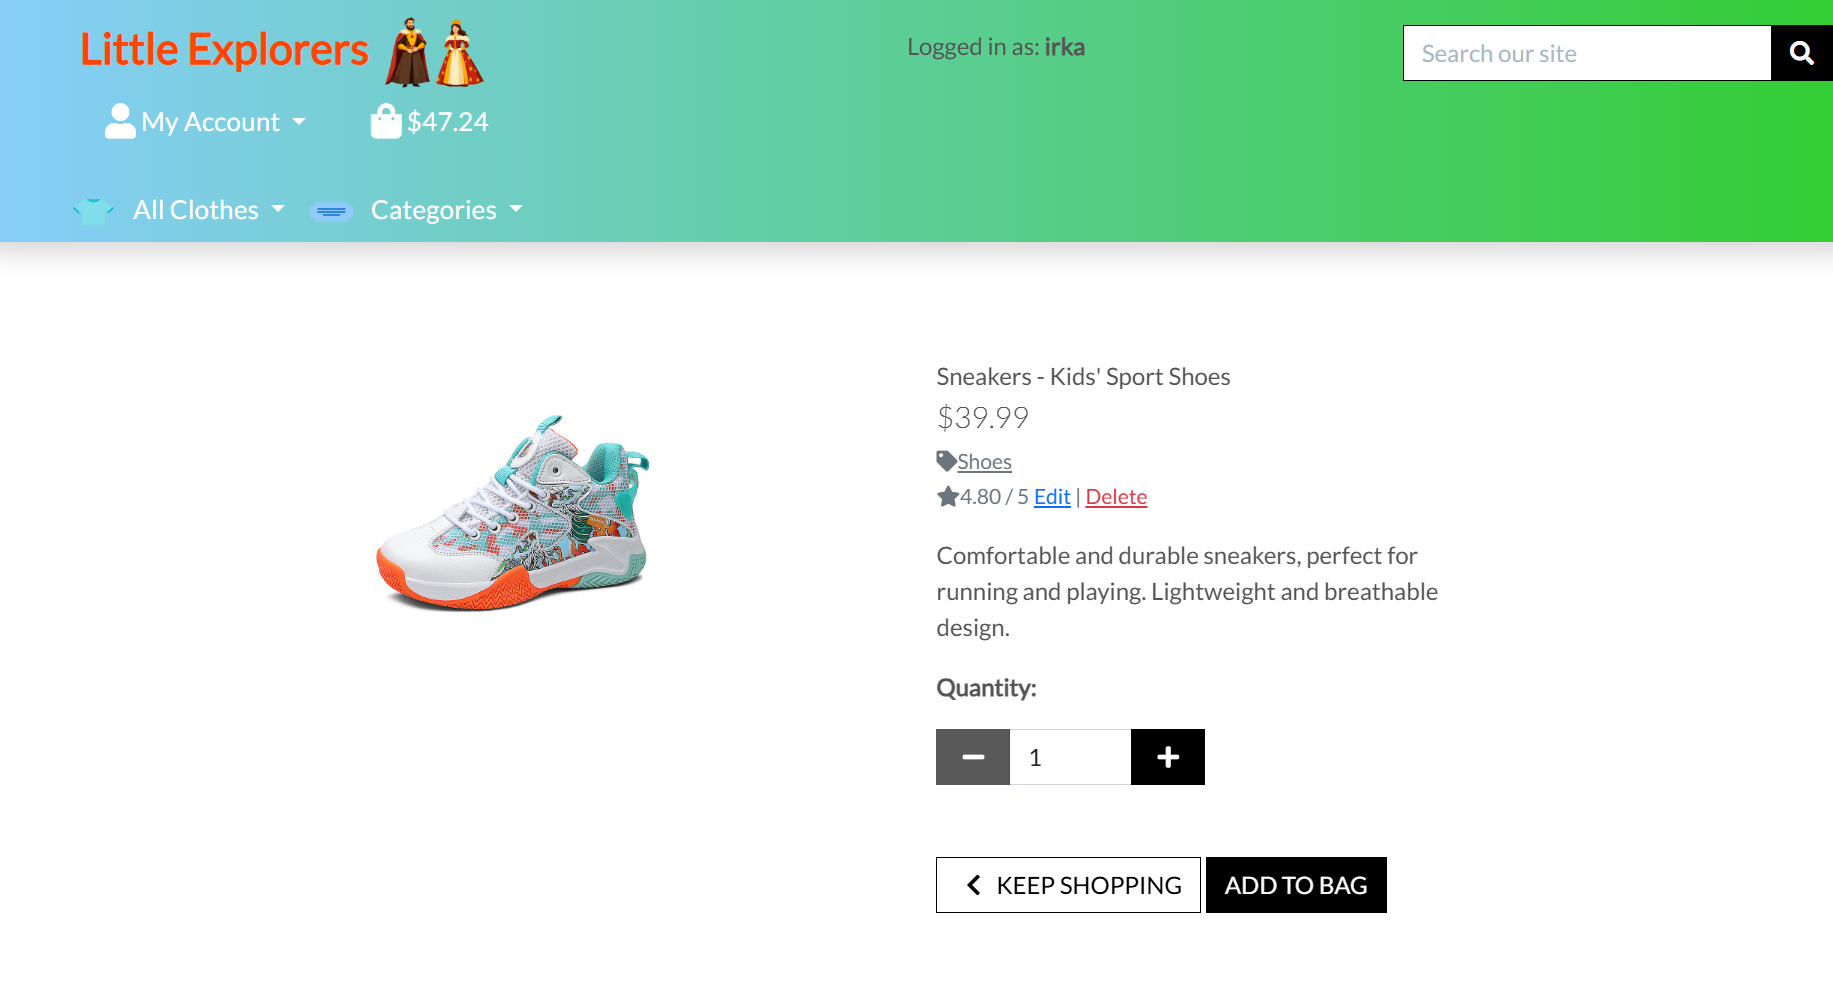 Little Explorers
Logged in as: irka
Search our site
My Account
$47.24
All Clothes
Categories
Sneakers - Kids' Sport Shoes
$39.99
Shoes
4.80 / 5 Edit | Delete
Comfortable and durable sneakers, perfect for
running and playing. Lightweight and breathable
design.
Quantity:
1
KEEP SHOPPING
ADD TO BAG